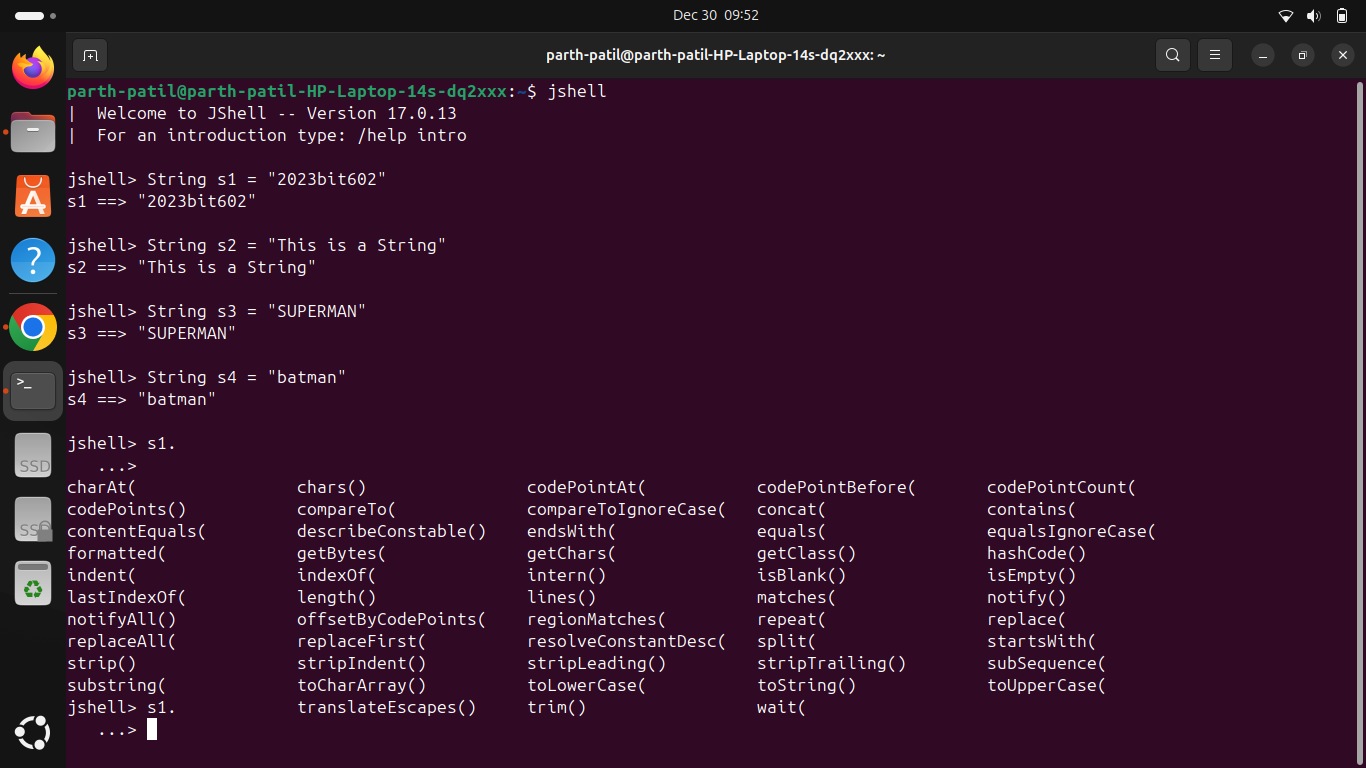 Dec 30 09:52
parth-patil@parth-patil-HP-Laptop-14s-dq2xxx: ~
parth-patil@parth-patil-HP-Laptop-14s-dq2xxx:~$ jshell
| Welcome to JShell -- Version 17.0.13
| For an introduction type: /help intro
jshell> String s1 = "2023bit602"
s1 ==> "2023bit602"
jshell> String s2 = "This is a String"
s2 ==> "This is a String"
jshell> String s3 = "SUPERMAN"
s3 ==> "SUPERMAN"
jshell> String s4 = "batman"
s4 ==> "batman"
jshell> s1.
...>
charAt( chars() codePointAt( codePointBefore( codePointCount(
codePoints() compareTo( compareToIgnoreCase( concat( contains(
contentEquals( describeConstable() endsWith( equals( equalsIgnoreCase(
formatted( getBytes( getChars( getClass() hashCode()
indent( indexOf( intern() isBlank() isEmpty()
lastIndexOf( length() lines() matches( notify()
notifyAll() offsetByCodePoints( regionMatches( repeat( replace(
replaceAll( replaceFirst( resolveConstantDesc( split( startsWith(
strip() stripIndent() stripLeading() stripTrailing() subSequence(
substring( toCharArray() toLowerCase( toString() toUpperCase(
jshell> s1. translateEscapes() trim() wait(
...>
?
>_
SSD
SSD